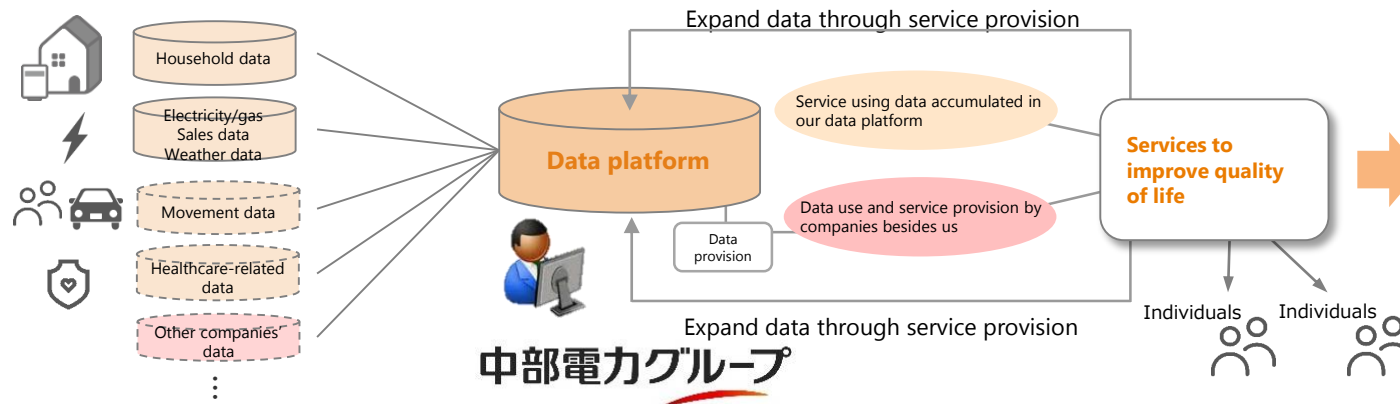 Expand data through service provision
Household data
Electricity/gas
Sales data
Weather data
Movement data
Healthcare-related
data
Other companies'
data
Data platform
Data
provision
Service using data accumulated in
our data platform
Data use and service provision by
companies besides us
Services to
improve quality
of life
Individuals
Individuals
Expand data through service provision
中部電力グループ